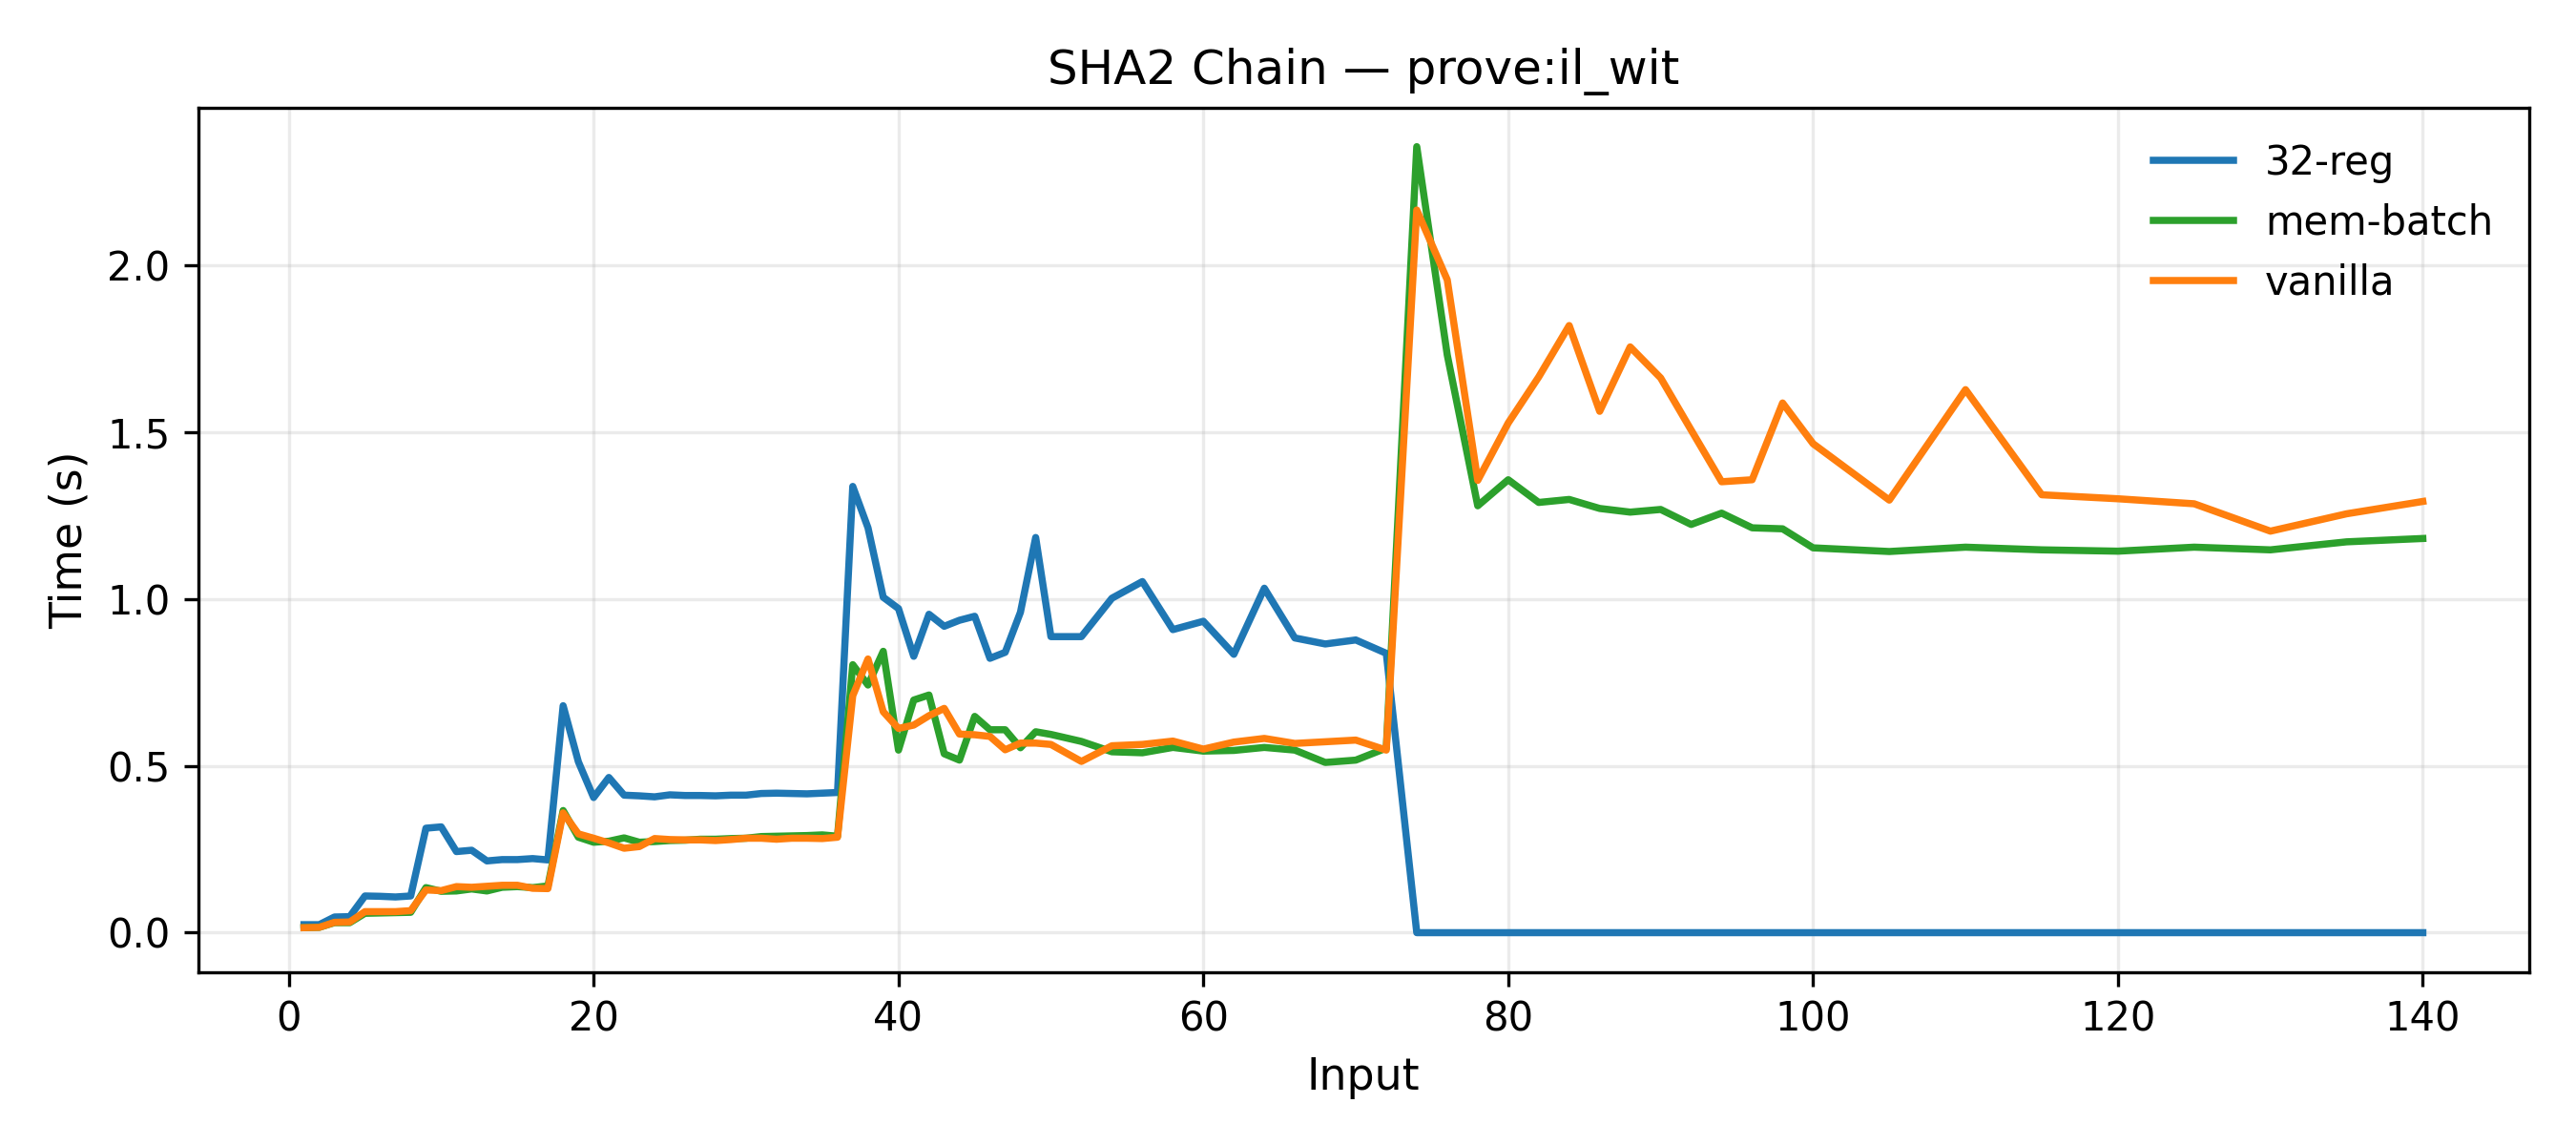 SHA2 Chain — prove:il_wit
32-reg
mem-batch
vanilla
Time (s)
2.0
1.5
1.0
0.5
0.0
0 20 40 60 80 100 120 140
Input